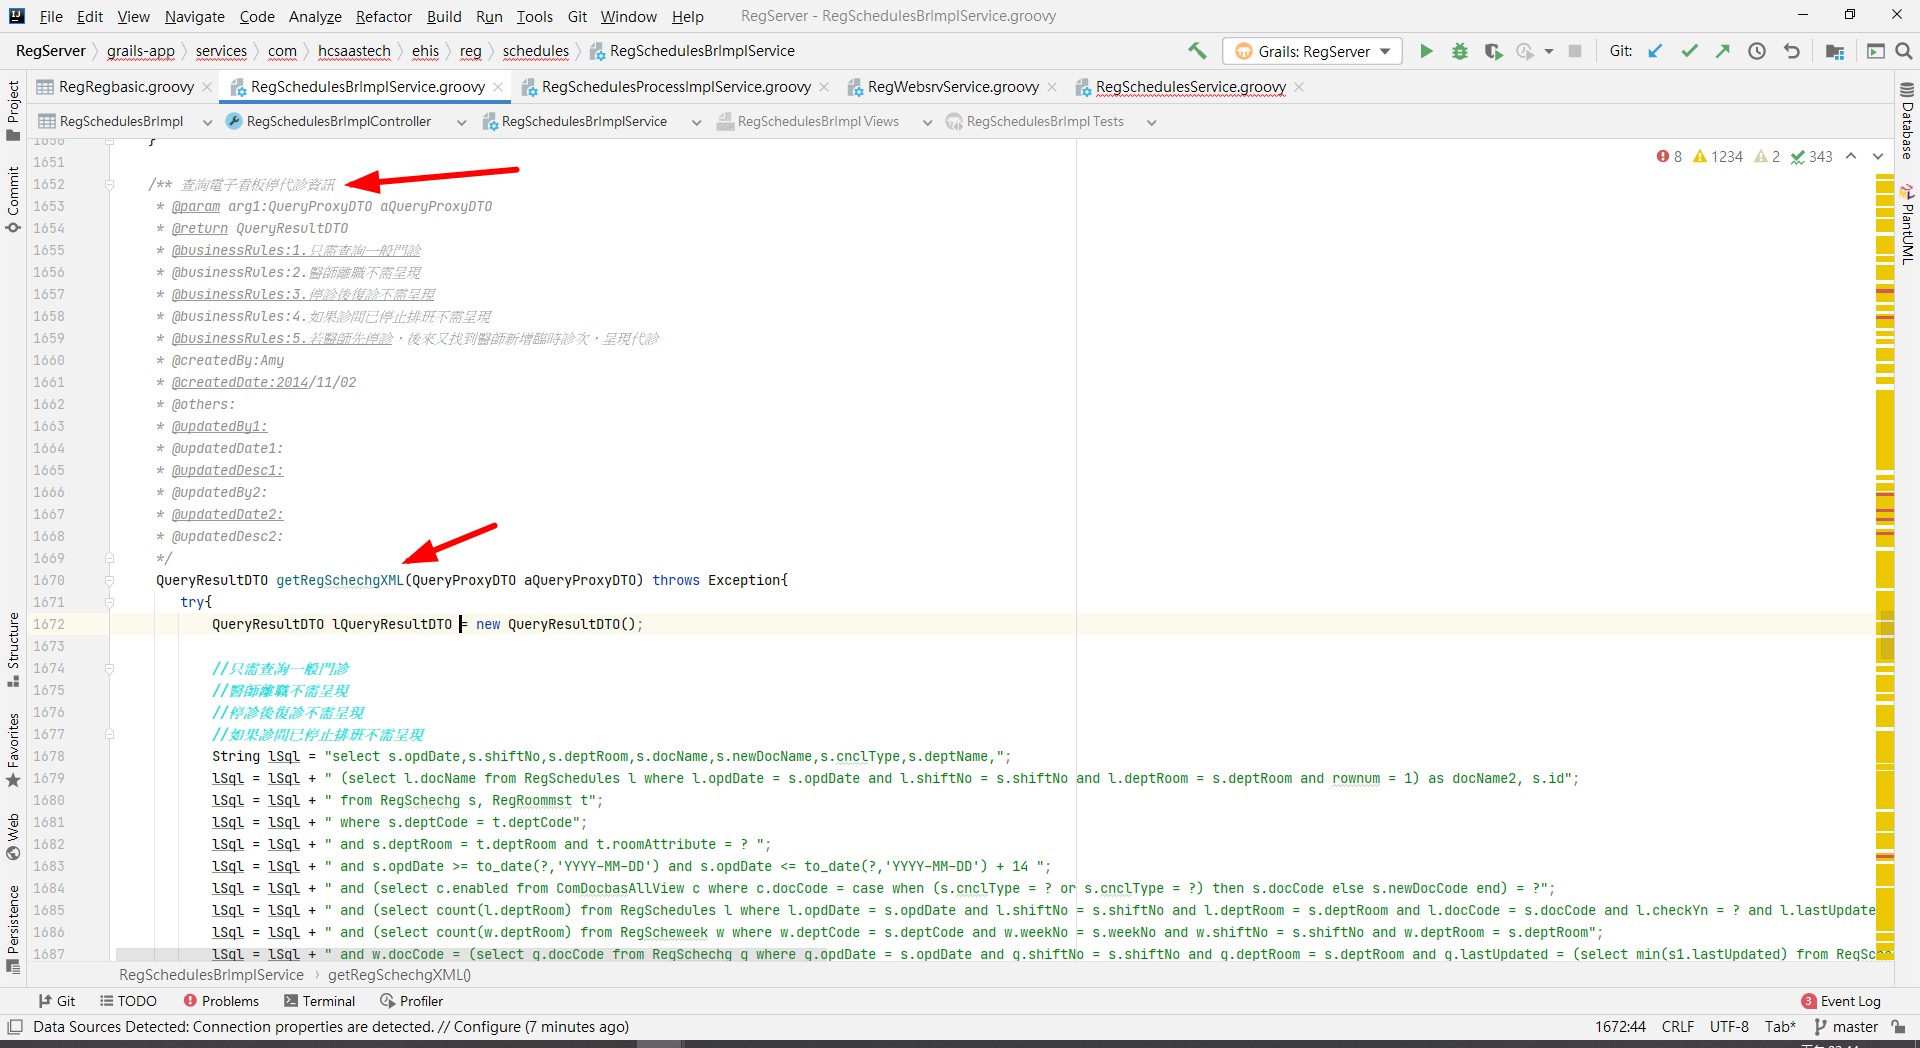 File Edit View Navigate Code Analyze Refactor Build Run Tools Git Window Help RegServer - RegSchedulesBrImplService.groovy
RegServer grails-app services com hcsaastech ehis reg schedules RegSchedulesBrImplService Grails: RegServer Git:
RegRegbasic.groovy RegSchedulesBrImplService.groovy RegSchedulesProcessImplService.groovy RegWebsrvService.groovy RegSchedulesService.groovy
RegSchedulesBrImpl RegSchedulesBrImplController RegSchedulesBrImplService RegSchedulesBrImpl Views RegSchedulesBrImpl Tests
Project
Commit
Structure
Favorites
Web
Persistence
Database
PlantUML
8 1234 2 343
1650 }
1651
1652 /** 查詢電子看板停代診資訊
1653 * @param arg1:QueryProxyDTO aQueryProxyDTO
1654 * @return QueryResultDTO
1655 * @businessRules:1.只需查詢一般門診
1656 * @businessRules:2.醫師離職不需呈現
1657 * @businessRules:3.停診後復診不需呈現
1658 * @businessRules:4.如果診間已停止排班不需呈現
1659 * @businessRules:5.若醫師先停診，後來又找到醫師新增臨時診次，呈現代診
1660 * @createdBy:Amy
1661 * @createdDate:2014/11/02
1662 * @others:
1663 * @updatedBy1:
1664 * @updatedDate1:
1665 * @updatedDesc1:
1666 * @updatedBy2:
1667 * @updatedDate2:
1668 * @updatedDesc2:
1669 */
1670 QueryResultDTO getRegSchechgXML(QueryProxyDTO aQueryProxyDTO) throws Exception{
1671 try{
1672 QueryResultDTO lQueryResultDTO = new QueryResultDTO();
1673
1674 //只需查詢一般門診
1675 //醫師離職不需呈現
1676 //停診後復診不需呈現
1677 //如果診間已停止排班不需呈現
1678 String lSql = "select s.opdDate,s.shiftNo,s.deptRoom,s.docName,s.newDocName,s.cnclType,s.deptName,";
1679 lSql = lSql + " (select l.docName from RegSchedules l where l.opdDate = s.opdDate and l.shiftNo = s.shiftNo and l.deptRoom = s.deptRoom and rownum = 1) as docName2, s.id";
1680 lSql = lSql + " from RegSchechg s, RegRoommst t";
1681 lSql = lSql + " where s.deptCode = t.deptCode";
1682 lSql = lSql + " and s.deptRoom = t.deptRoom and t.roomAttribute = ? ";
1683 lSql = lSql + " and s.opdDate >= to_date(?,'YYYY-MM-DD') and s.opdDate <= to_date(?,'YYYY-MM-DD') + 14 ";
1684 lSql = lSql + " and (select c.enabled from ComDocbasAllView c where c.docCode = case when (s.cnclType = ? or s.cnclType = ?) then s.docCode else s.newDocCode end) = ?";
1685 lSql = lSql + " and (select count(l.deptRoom) from RegSchedules l where l.opdDate = s.opdDate and l.shiftNo = s.shiftNo and l.deptRoom = s.deptRoom and l.docCode = s.docCode and l.checkYn = ? and l.lastUpdate
1686 lSql = lSql + " and (select count(w.deptRoom) from RegScheweek w where w.deptCode = s.deptCode and w.weekNo = s.weekNo and w.shiftNo = s.shiftNo and w.deptRoom = s.deptRoom";
1687 lSql = lSql + " and w.docCode = (select g.docCode from RegSchechg g where g.opdDate = s.opdDate and g.shiftNo = s.shiftNo and g.deptRoom = s.deptRoom and g.lastUpdated = (select min(s1.lastUpdated) from RegSc
RegSchedulesBrImplService getRegSchechgXML()
Git TODO Problems Terminal Profiler 3 Event Log
Data Sources Detected: Connection properties are detected. // Configure (7 minutes ago) 1672:44 CRLF UTF-8 Tab* master